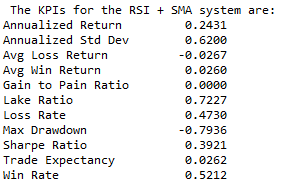 The KPIs for the RSI + SMA system are:
Annualized Return 0.2431
Annualized Std Dev 0.6200
Avg Loss Return -0.0267
Avg Win Return 0.0260
Gain to Pain Ratio 0.0000
Lake Ratio 0.7227
Loss Rate 0.4730
Max Drawdown -0.7936
Sharpe Ratio 0.3921
Trade Expectancy 0.0262
Win Rate 0.5212